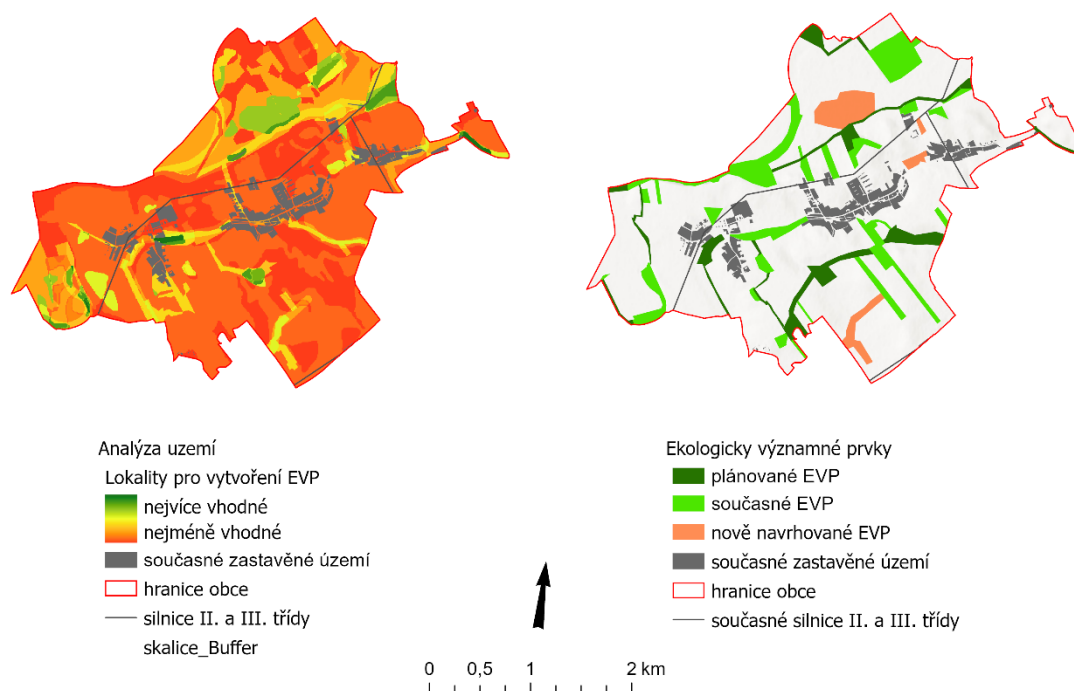 Analýza uzemí
Lokality pro vytvoření EVP
nejvíce vhodné
nejméně vhodné
současné zastavěné území
hranice obce
silnice II. a III. třídy
skalice_Buffer
Ekologicky významné prvky
plánované EVP
současné EVP
nově navrhované EVP
současné zastavěné území
hranice obce
současné silnice II. a III. třídy
0 0,5 1 2 km